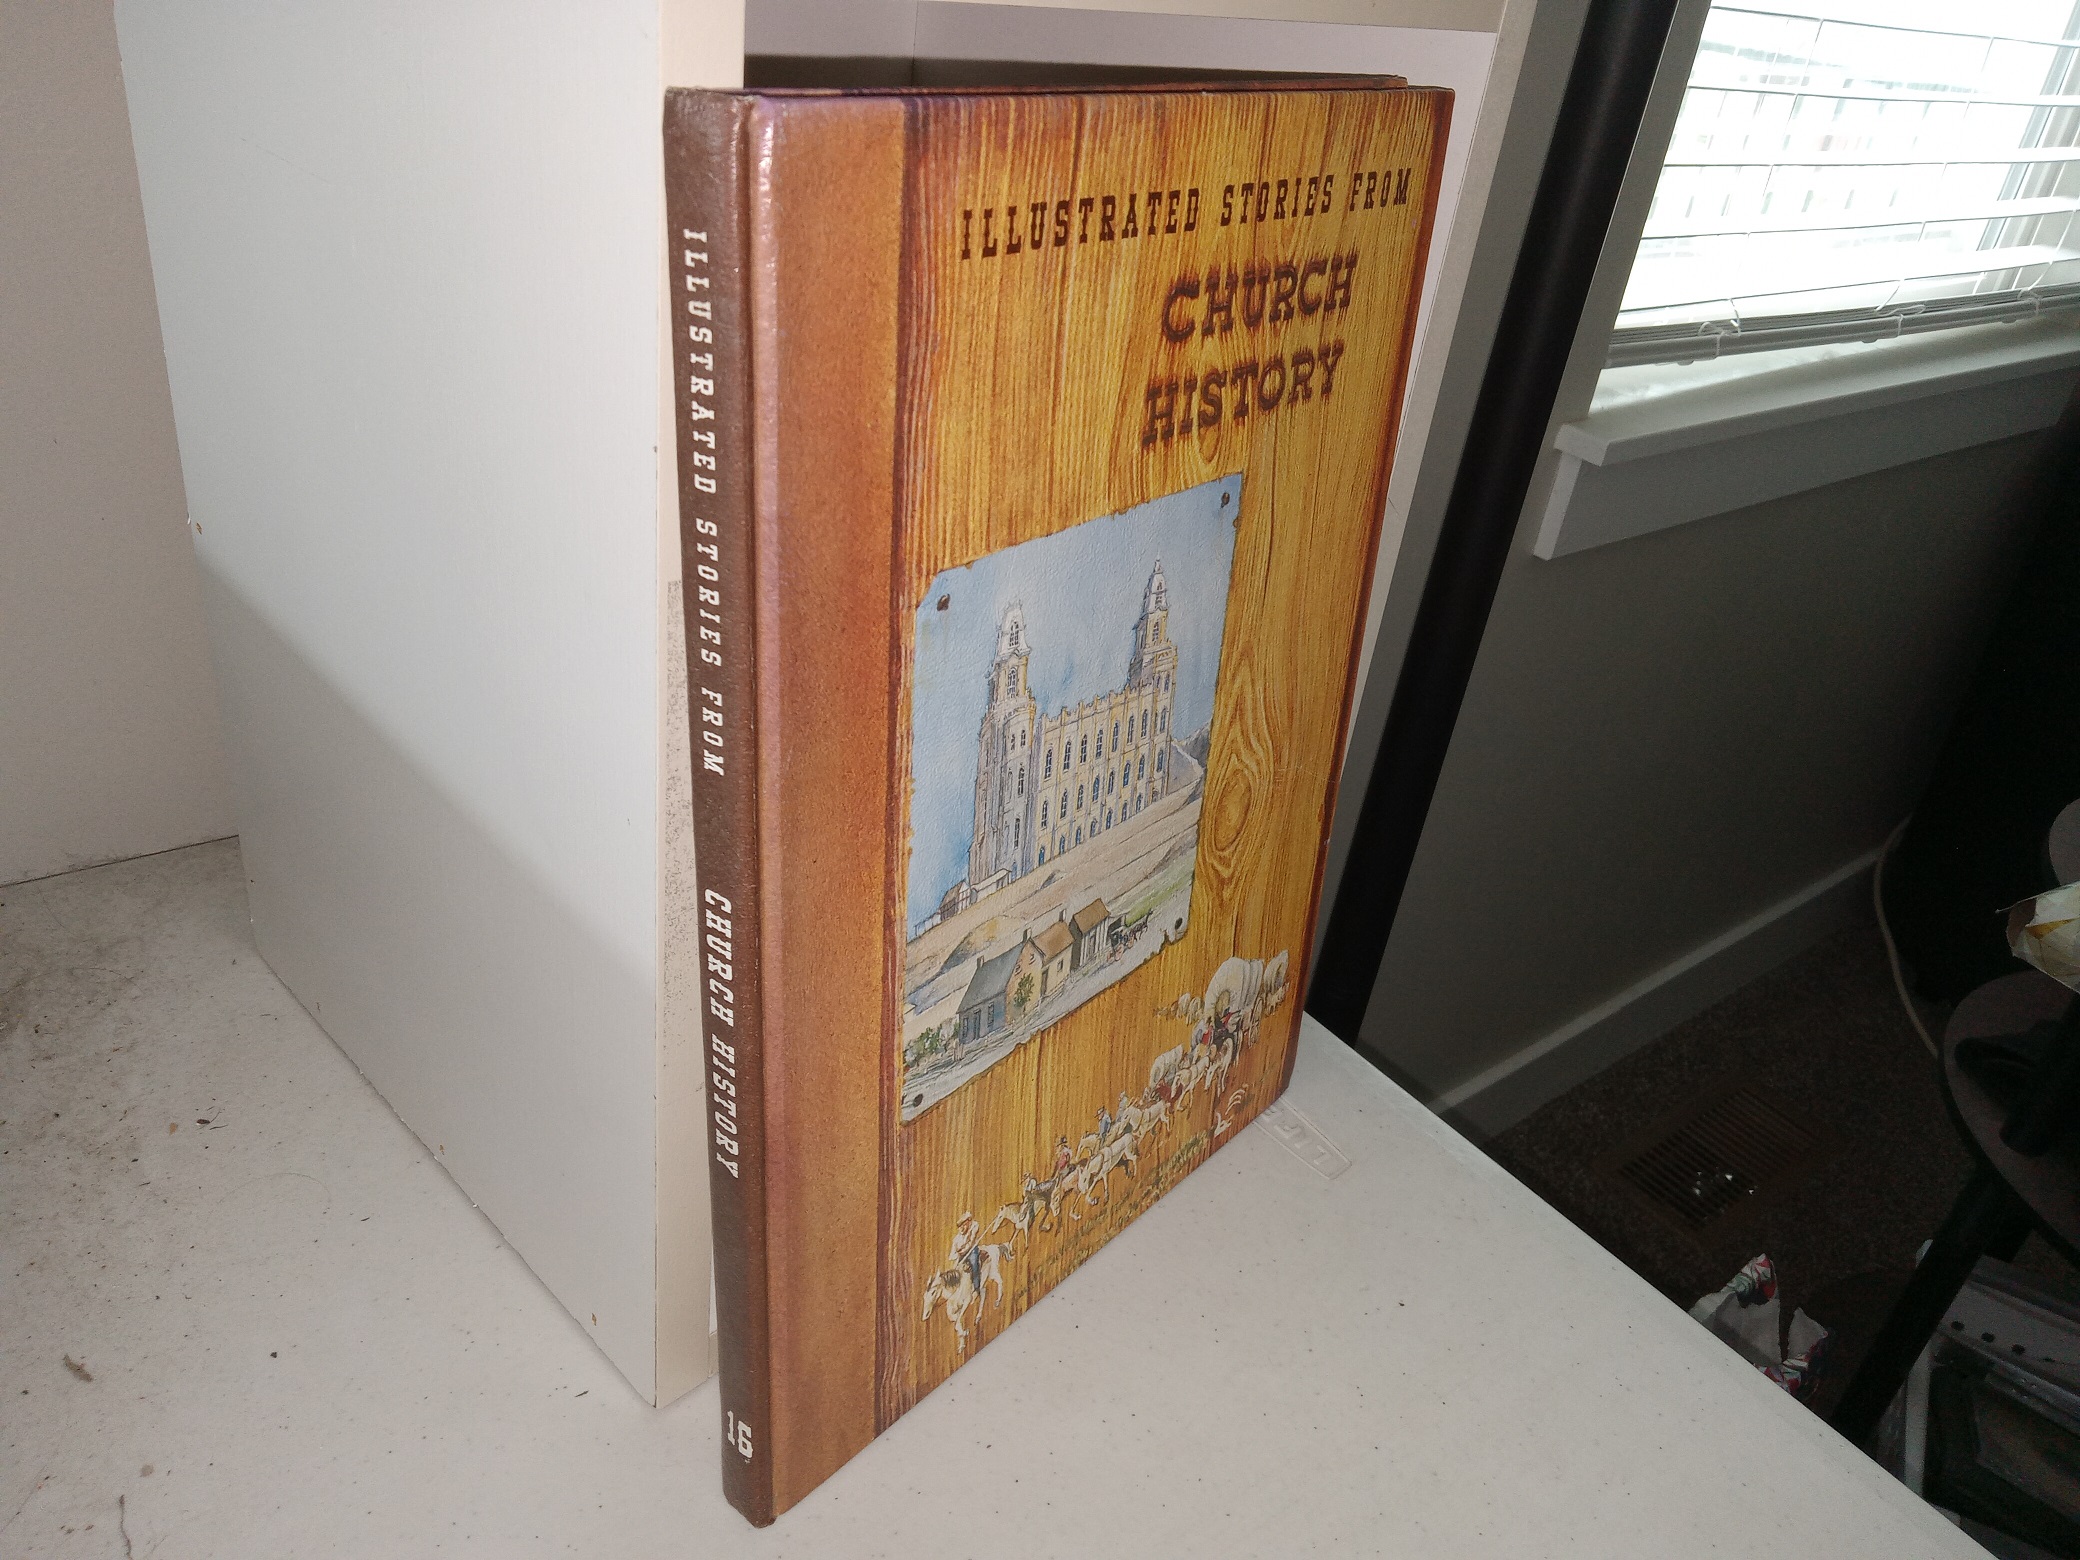 ILLUSTRATED STORIES FROM CHURCH HISTORY
16
ILLUSTRATED STORIES FROM
CHURCH
HISTORY